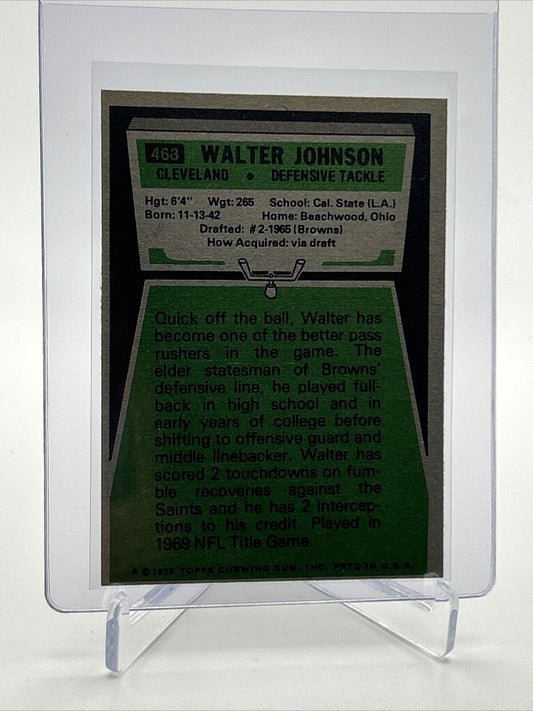 463 WALTER JOHNSON
CLEVELAND • DEFENSIVE TACKLE
Hgt: 6'4" Wgt: 265 School: Cal. State (L.A.)
Born: 11-13-42 Home: Beachwood, Ohio
Drafted: #2-1965 (Browns)
How Acquired: via draft
Quick off the ball, Walter has
become one of the better pass
rushers in the game. The
elder statesman of Browns'
defensive line, he played full-
back in high school and in
early years of college before
shifting to offensive guard and
middle linebacker. Walter has
scored 2 touchdowns on fum-
ble recoveries against the
Saints and he has 2 intercep-
tions to his credit. Played in
1969 NFL Title Game.
© 1975 TOPPS CHEWING GUM, INC. PRTD IN U.S.A.